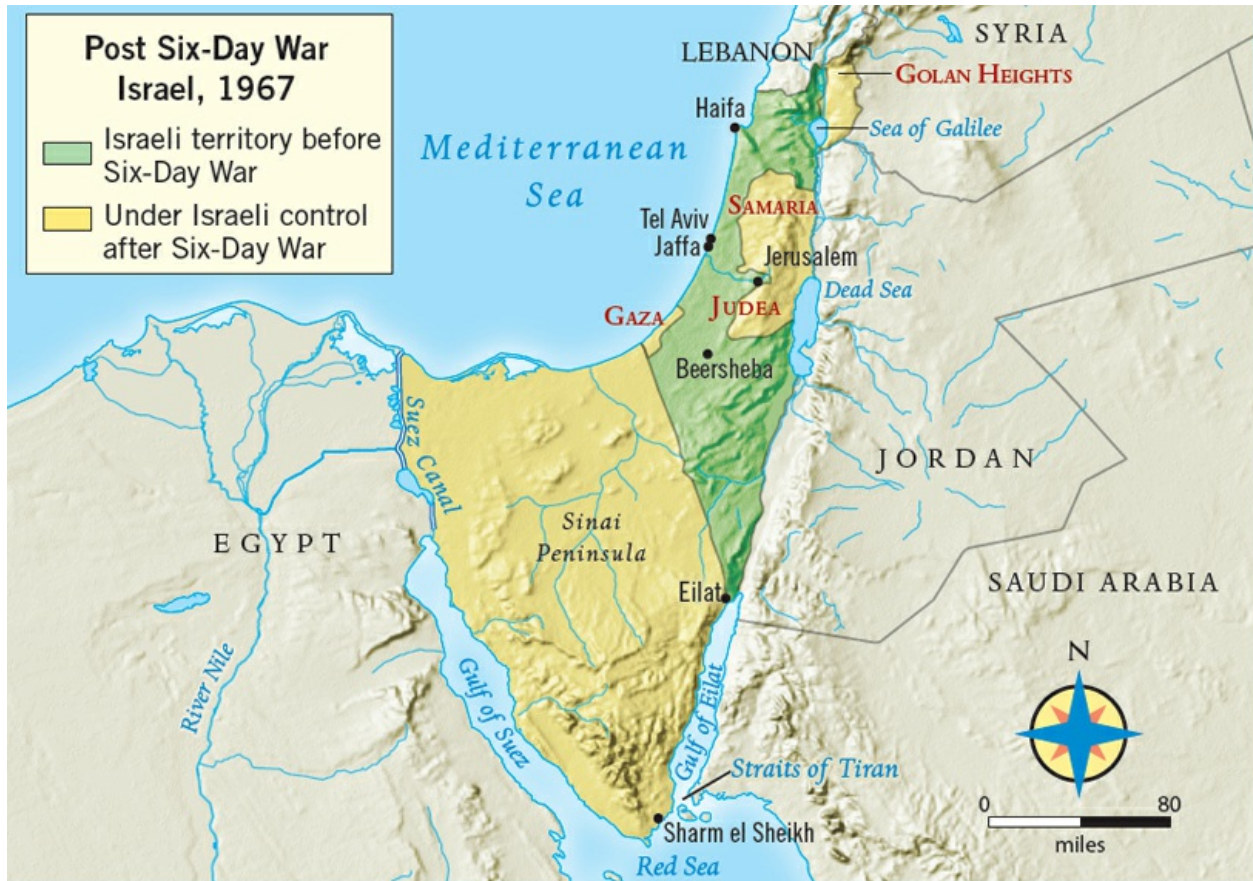 Post Six-Day War
Israel, 1967
Israeli territory before
Six-Day War
Under Israeli control
after Six-Day War
LEBANON
SYRIA
GOLAN HEIGHTS
Haifa
Sea of Galilee
Mediterranean
Sea
SAMARIA
Tel Aviv
Jaffa
Jerusalem
Dead Sea
GAZA
JUDEA
Beersheba
Suez Canal
JORDAN
EGYPT
Sinai
Peninsula
SAUDI ARABIA
Eilat
River Nile
Gulf of Suez
Gulf of Eilat
Straits of Tiran
Sharm el Sheikh
Red Sea
N
0 80
miles